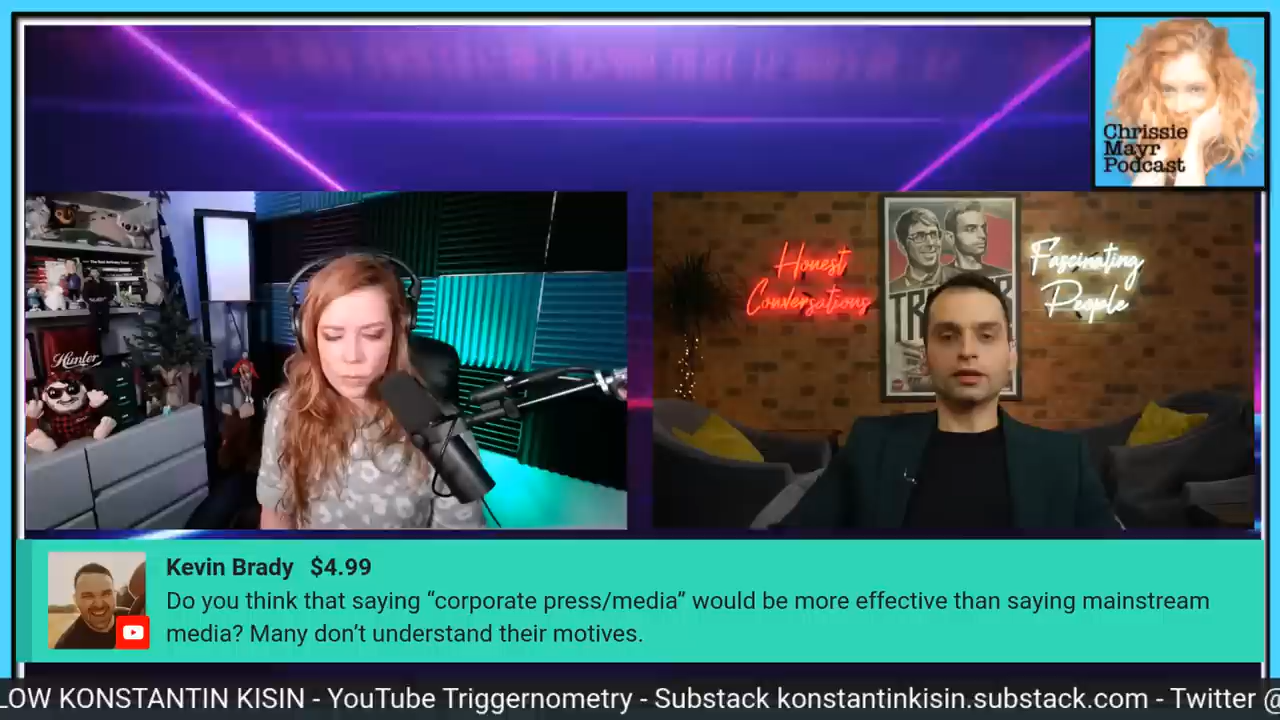 Chrissie
Mayr
Podcast
Honest
Conversations
Fascinating
People
TR
Himler
Kevin Brady $4.99
Do you think that saying “corporate press/media” would be more effective than saying mainstream
media? Many don’t understand their motives.
LOW KONSTANTIN KISIN - YouTube Triggernometry - Substack konstantinkisin.substack.com - Twitter @